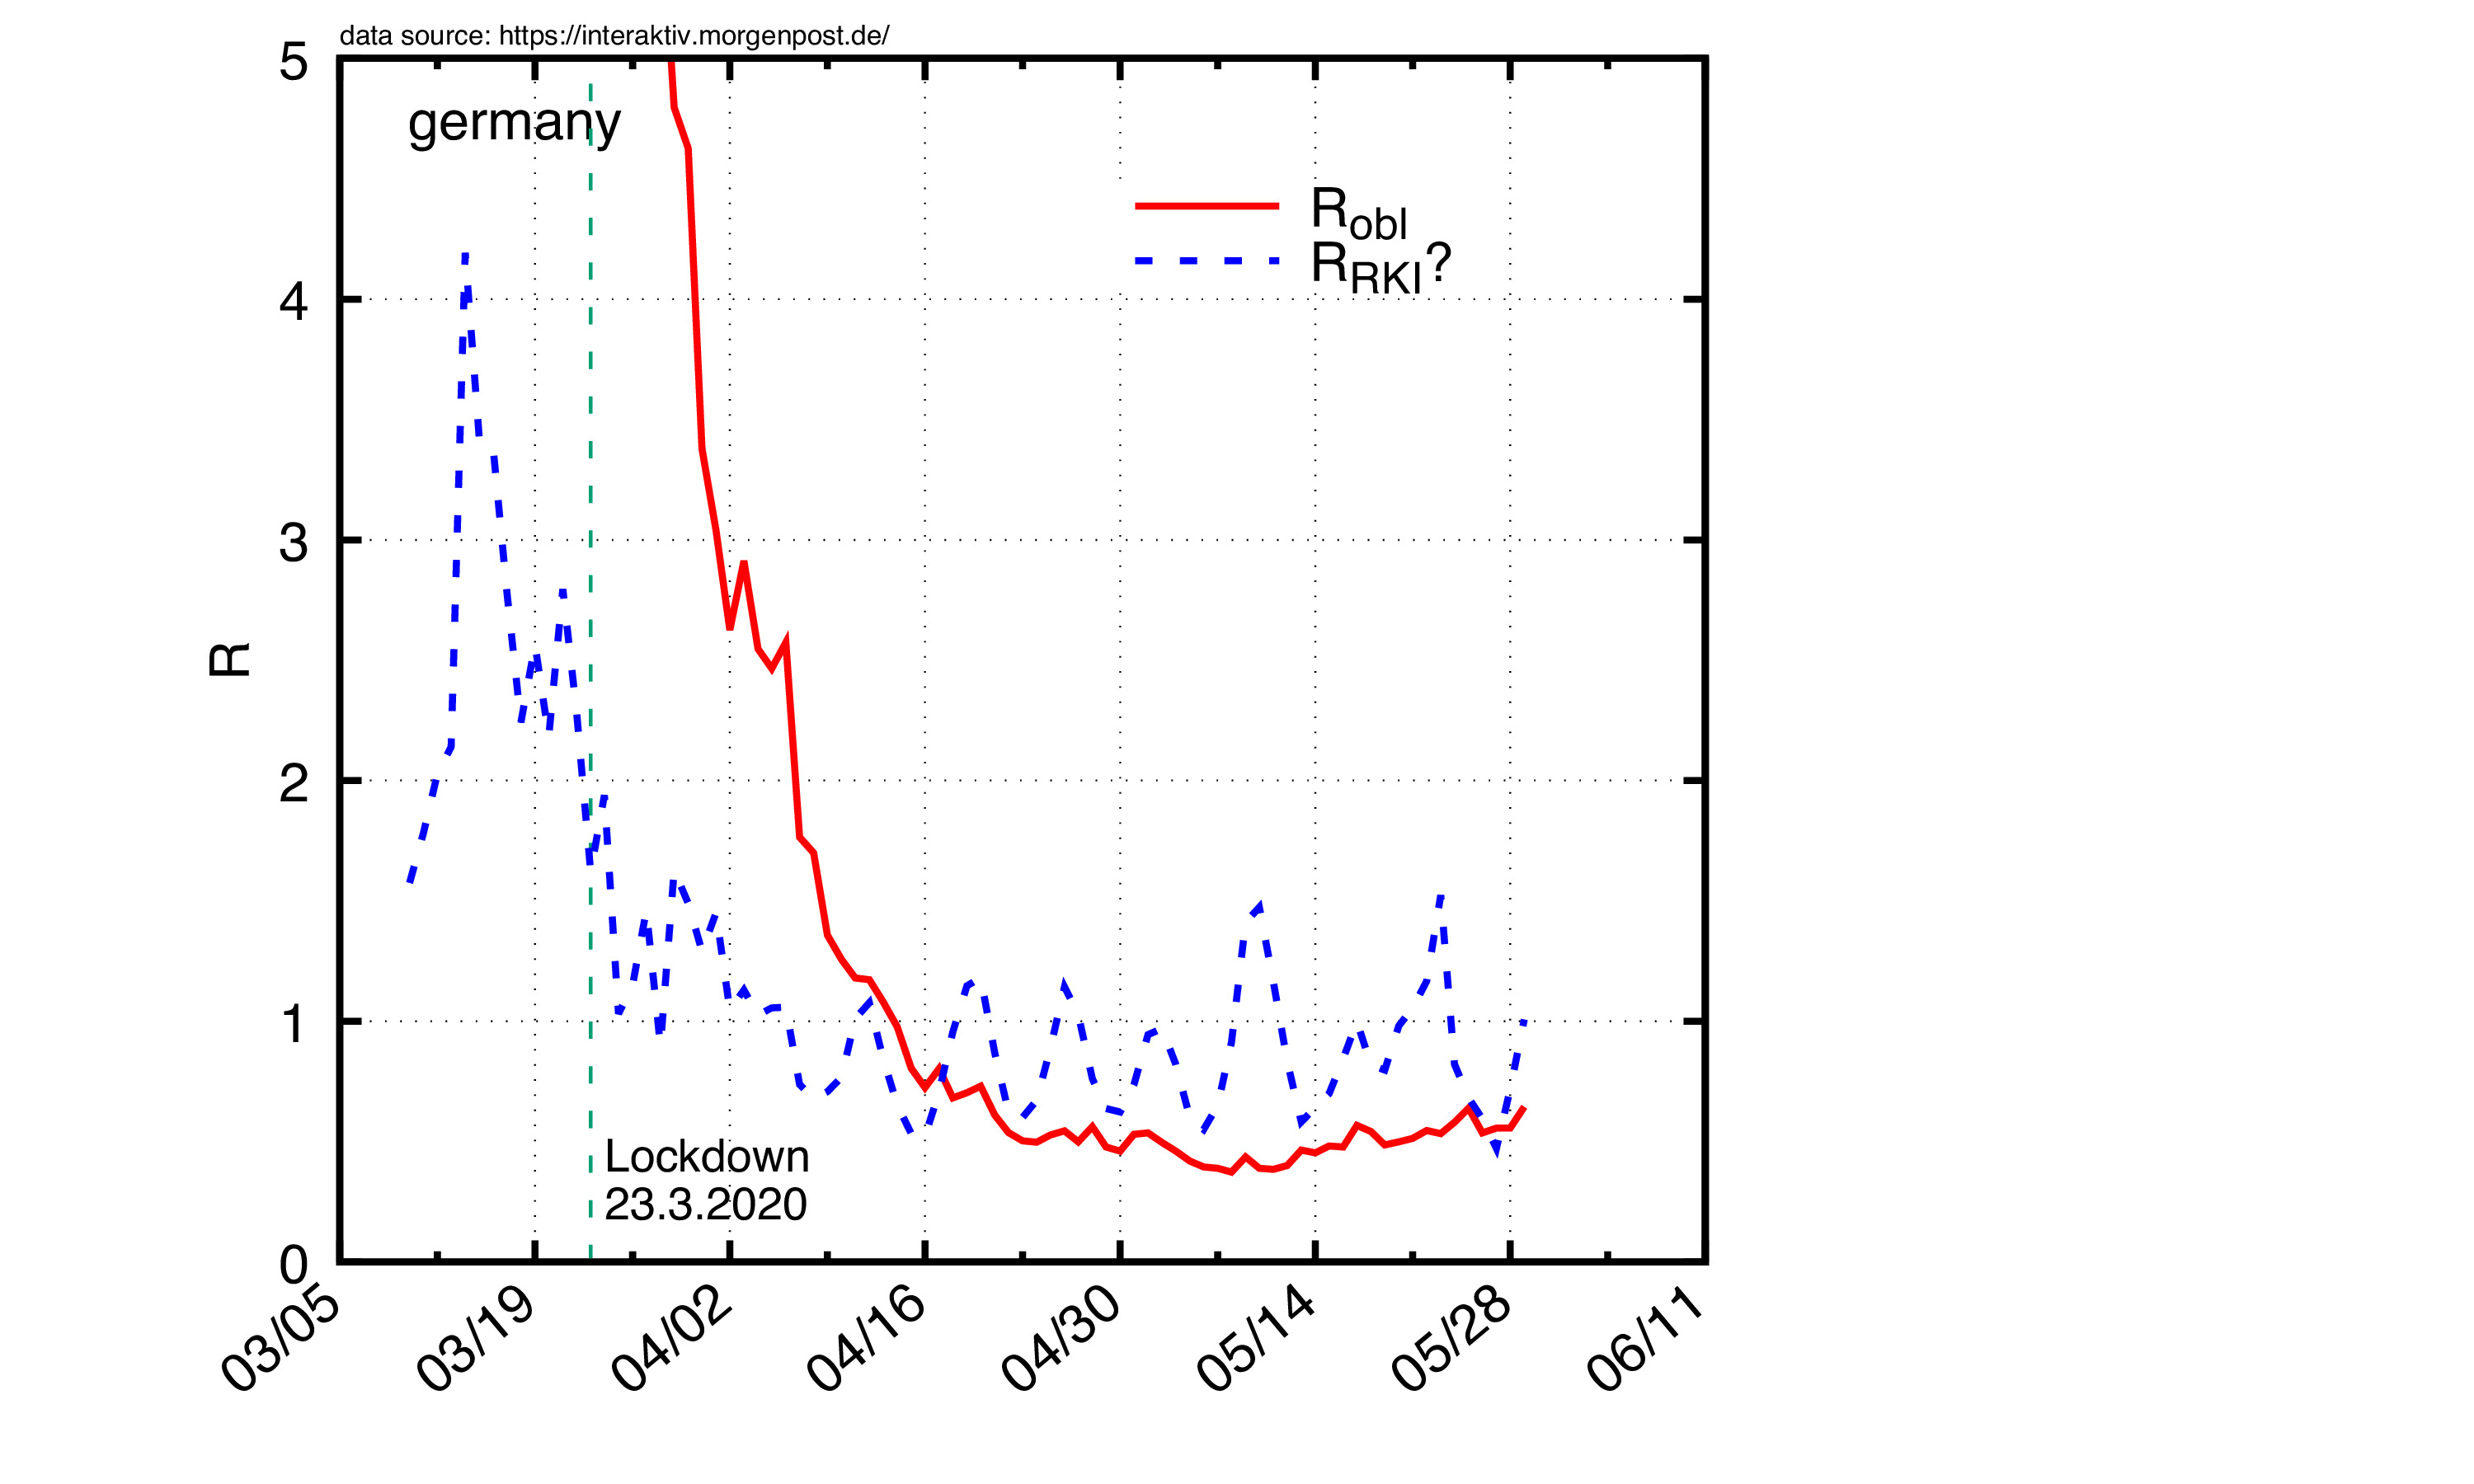 data source: https://interaktiv.morgenpost.de/
5
germany
R_obl
R_RKI?
4
3
R
2
1
Lockdown
23.3.2020
0
03/05 03/19 04/02 04/16 04/30 05/14 05/28 06/11